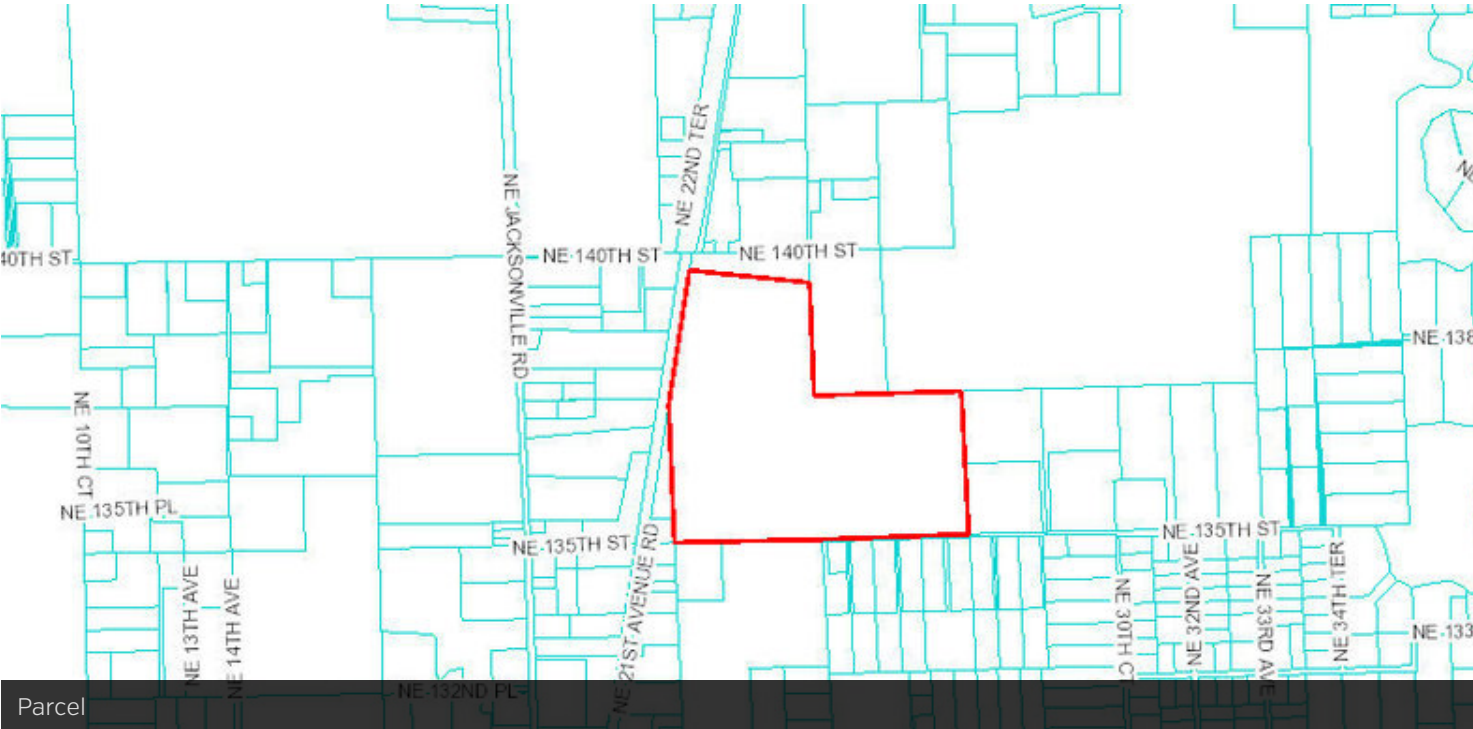 NE 22ND TER
NE JACKSONVILLE RD
40TH ST
NE 140TH ST
NE 140TH ST
NE 138
NE 10TH CT
NE 135TH PL
NE 135TH ST
NE 135TH ST
NE 21ST AVENUE RD
NE 13TH AVE
NE 14TH AVE
NE 30TH CT
NE 32ND AVE
NE 33RD AVE
NE 34TH TER
NE 133
NE 132ND PL
Parcel